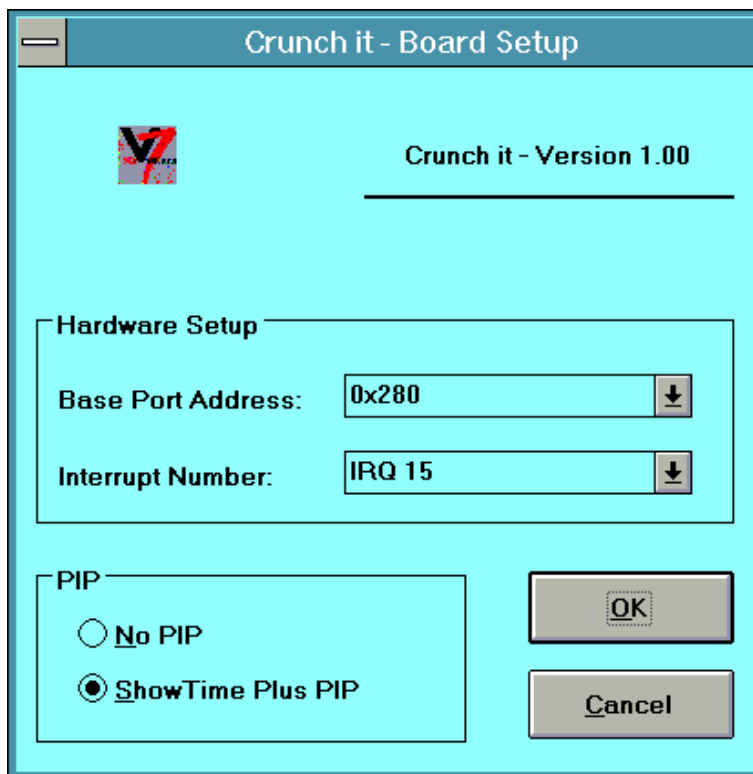 Crunch it - Board Setup
V7
Crunch it - Version 1.00
Hardware Setup
Base Port Address: 0x280
Interrupt Number: IRQ 15
PIP
No PIP
ShowTime Plus PIP
OK
Cancel